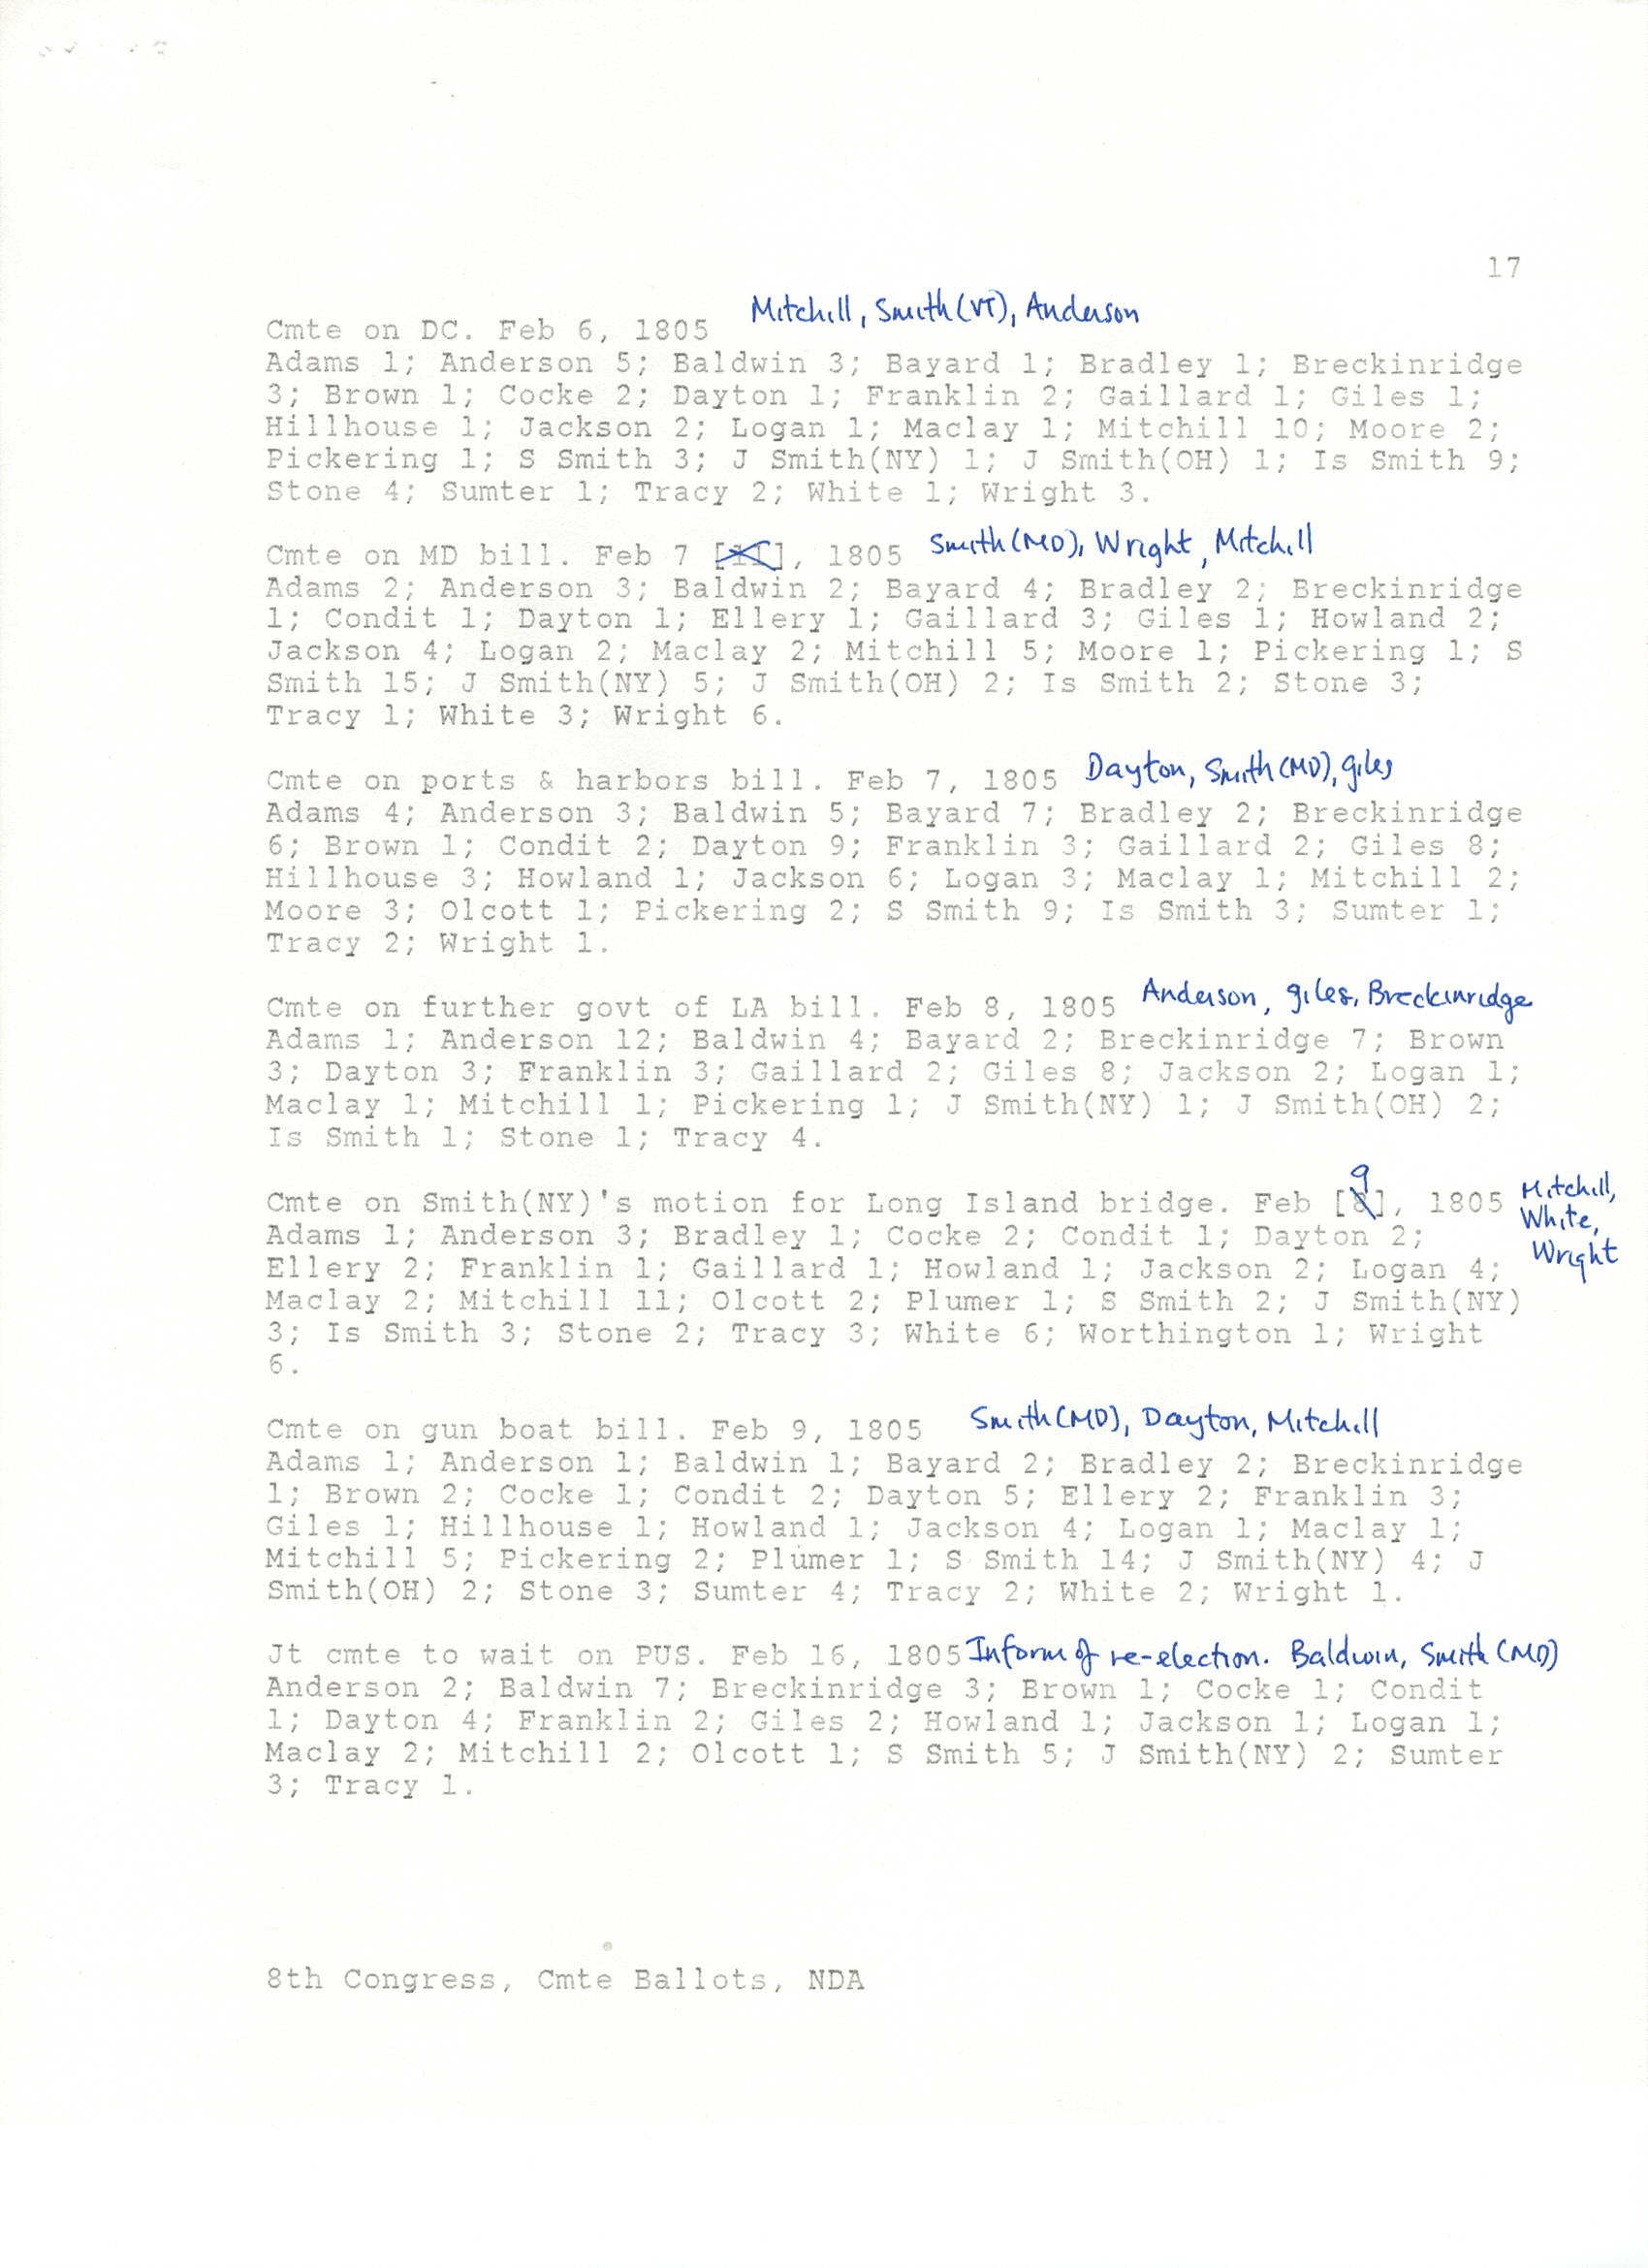 17
Cmte on DC. Feb 6, 1805 Mitchill, Smith(VT), Anderson
Adams 1; Anderson 5; Baldwin 3; Bayard 1; Bradley 1; Breckinridge
3; Brown 1; Cocke 2; Dayton 1; Franklin 2; Gaillard 1; Giles 1;
Hillhouse 1; Jackson 2; Logan 1; Maclay 1; Mitchill 10; Moore 2;
Pickering 1; S Smith 3; J Smith(NY) 1; J Smith(OH) 1; Is Smith 9;
Stone 4; Sumter 1; Tracy 2; White 1; Wright 3.
Cmte on MD bill. Feb 7 [11], 1805 Smith(MD), Wright, Mitchill
Adams 2; Anderson 3; Baldwin 2; Bayard 4; Bradley 2; Breckinridge
1; Condit 1; Dayton 1; Ellery 1; Gaillard 3; Giles 1; Howland 2;
Jackson 4; Logan 2; Maclay 2; Mitchill 5; Moore 1; Pickering 1; S
Smith 15; J Smith(NY) 5; J Smith(OH) 2; Is Smith 2; Stone 3;
Tracy 1; White 3; Wright 6.
Cmte on ports & harbors bill. Feb 7, 1805 Dayton, Smith(MD), Giles
Adams 4; Anderson 3; Baldwin 5; Bayard 7; Bradley 2; Breckinridge
6; Brown 1; Condit 2; Dayton 9; Franklin 3; Gaillard 2; Giles 8;
Hillhouse 3; Howland 1; Jackson 6; Logan 3; Maclay 1; Mitchill 2;
Moore 3; Olcott 1; Pickering 2; S Smith 9; Is Smith 3; Sumter 1;
Tracy 2; Wright 1.
Cmte on further govt of LA bill. Feb 8, 1805 Anderson, Giles, Breckinridge
Adams 1; Anderson 12; Baldwin 4; Bayard 2; Breckinridge 7; Brown
3; Dayton 3; Franklin 3; Gaillard 2; Giles 8; Jackson 2; Logan 1;
Maclay 1; Mitchill 1; Pickering 1; J Smith(NY) 1; J Smith(OH) 2;
Is Smith 1; Stone 1; Tracy 4.
9
Cmte on Smith(NY)'s motion for Long Island bridge. Feb [8], 1805 Mitchill,
White,
Wright
Adams 1; Anderson 3; Bradley 1; Cocke 2; Condit 1; Dayton 2;
Ellery 2; Franklin 1; Gaillard 1; Howland 1; Jackson 2; Logan 4;
Maclay 2; Mitchill 11; Olcott 2; Plumer 1; S Smith 2; J Smith(NY)
3; Is Smith 3; Stone 2; Tracy 3; White 6; Worthington 1; Wright
6.
Cmte on gun boat bill. Feb 9, 1805 Smith(MD), Dayton, Mitchill
Adams 1; Anderson 1; Baldwin 1; Bayard 2; Bradley 2; Breckinridge
1; Brown 2; Cocke 1; Condit 2; Dayton 5; Ellery 2; Franklin 3;
Giles 1; Hillhouse 1; Howland 1; Jackson 4; Logan 1; Maclay 1;
Mitchill 5; Pickering 2; Plumer 1; S Smith 14; J Smith(NY) 4; J
Smith(OH) 2; Stone 3; Sumter 4; Tracy 2; White 2; Wright 1.
Jt cmte to wait on PUS. Feb 16, 1805 Inform of re-election. Baldwin, Smith (MD)
Anderson 2; Baldwin 7; Breckinridge 3; Brown 1; Cocke 1; Condit
1; Dayton 4; Franklin 2; Giles 2; Howland 1; Jackson 1; Logan 1;
Maclay 2; Mitchill 2; Olcott 1; S Smith 5; J Smith(NY) 2; Sumter
3; Tracy 1.
8th Congress, Cmte Ballots, NDA